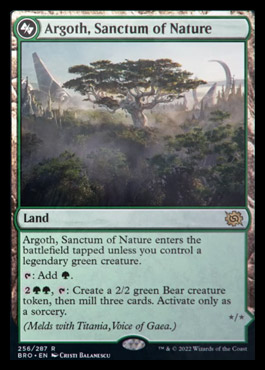 Argoth, Sanctum of Nature
Land
Argoth, Sanctum of Nature enters the
battlefield tapped unless you control a
legendary green creature.
: Add .
2 , : Create a 2/2 green Bear creature
token, then mill three cards. Activate only as
a sorcery.
(Melds with Titania,Voice of Gaea.)
*/*
256/287 R
BRO • EN Cristi Balanescu
™ & © 2022 Wizards of the Coast